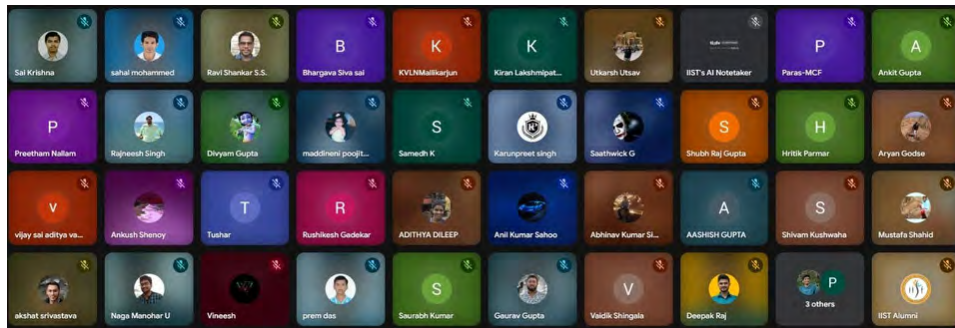 Sai Krishna
sahal mohammed
Ravi Shankar S.S.
B
Bhargava Siva sai
K
KVLNMallikarjun
K
Kiran Lakshmipat...
Utkarsh Utsav
IIST's AI Notetaker
P
Paras-MCF
A
Ankit Gupta
P
Preetham Nallam
Rajneesh Singh
Divyam Gupta
maddineni poojit...
S
Samedh K
Karunpreet singh
Saathwick G
S
Shubh Raj Gupta
H
Hritik Parmar
Aryan Godse
V
vijay sai aditya va...
Ankush Shenoy
T
Tushar
R
Rushikesh Gadekar
ADITHYA DILEEP
Anil Kumar Sahoo
Abhinav Kumar Si...
A
AASHISH GUPTA
S
Shivam Kushwaha
Mustafa Shahid
akshat srivastava
Naga Manohar U
Vineesh
prem das
S
Saurabh Kumar
Gaurav Gupta
V
Vaidik Shingala
Deepak Raj
P
3 others
IIST Alumni